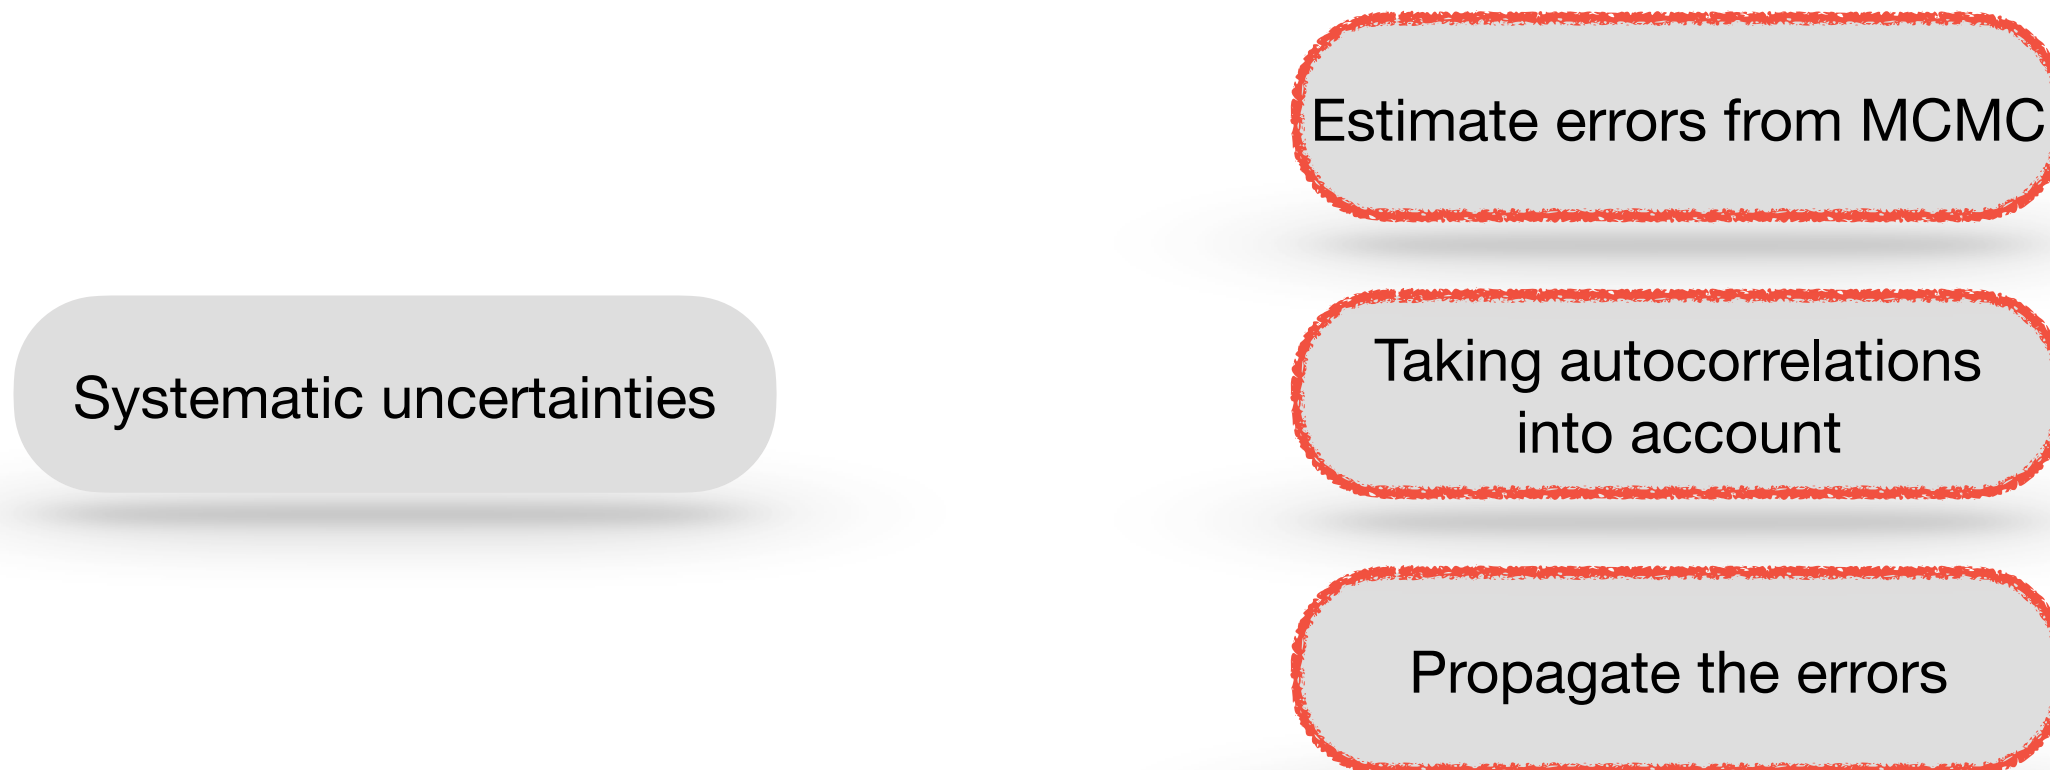 Estimate errors from MCMC
Systematic uncertainties
Taking autocorrelations
into account
Propagate the errors